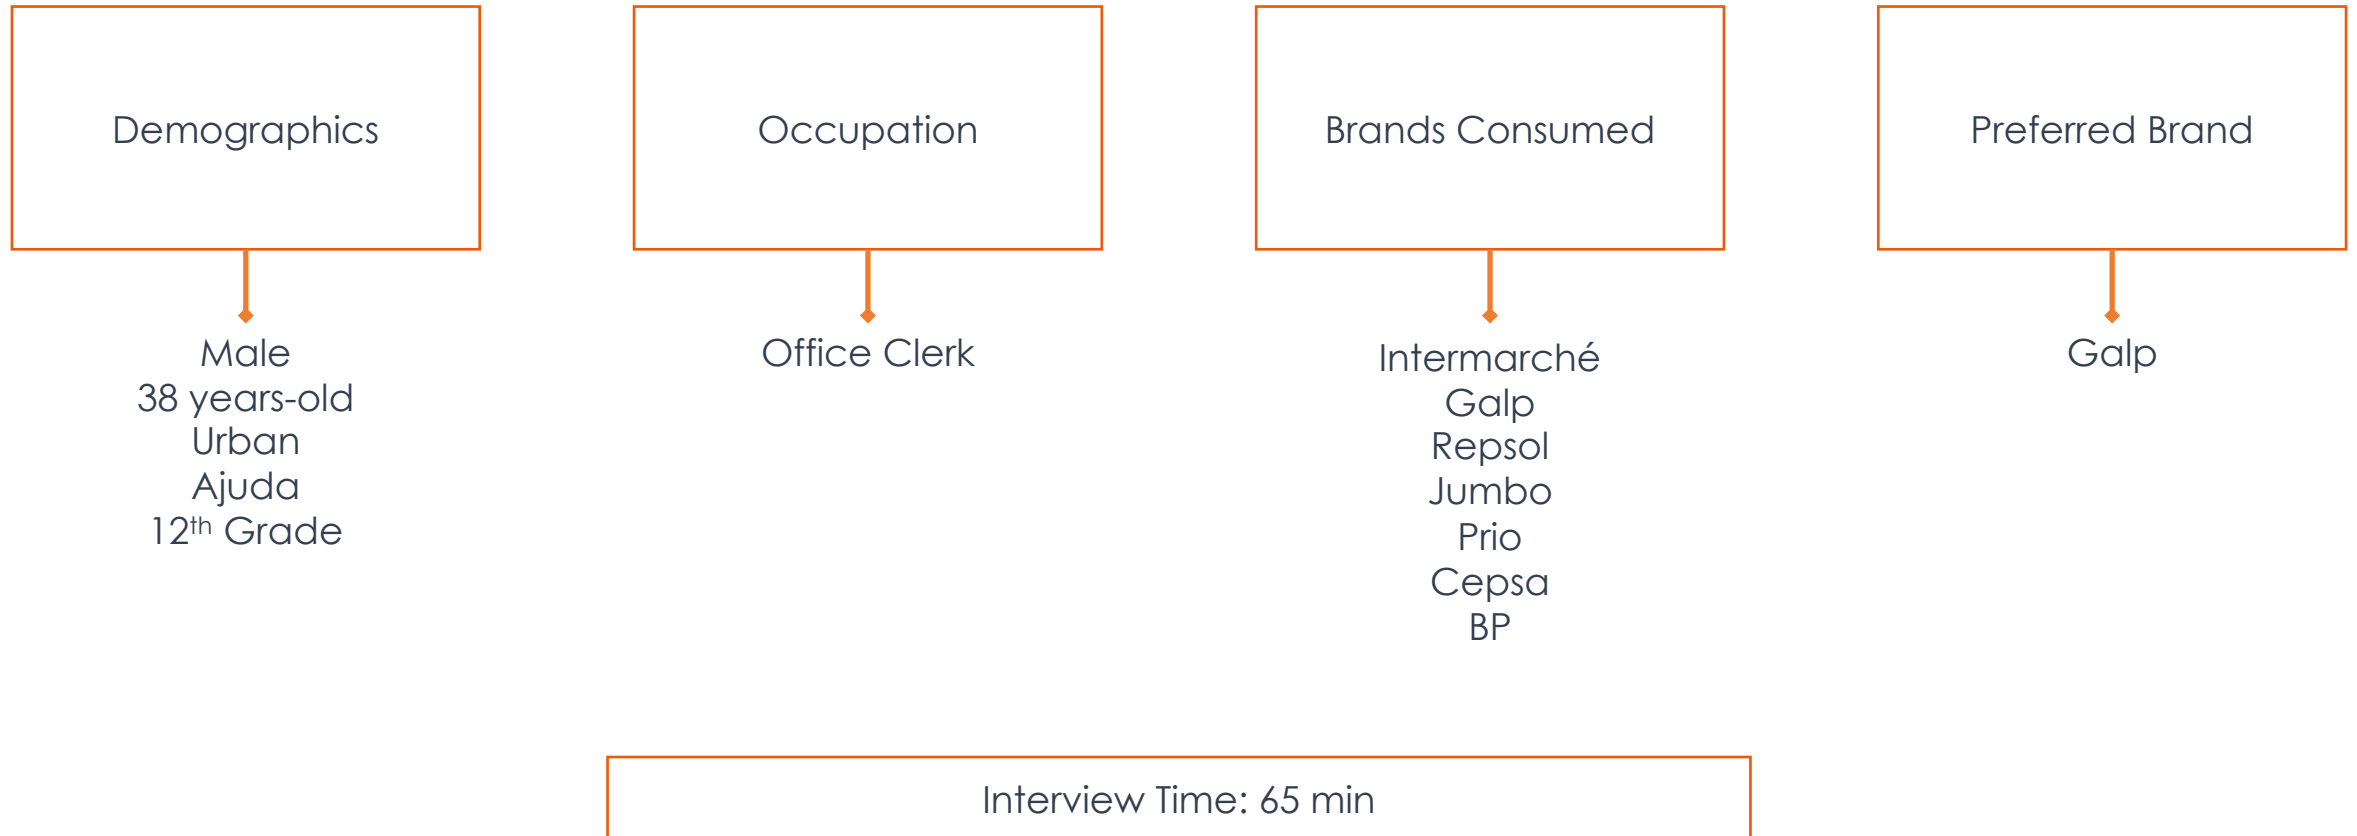 Demographics
Occupation
Brands Consumed
Preferred Brand
Male
38 years-old
Urban
Ajuda
12th Grade
Office Clerk
Intermarché
Galp
Repsol
Jumbo
Prio
Cepsa
BP
Galp
Interview Time: 65 min